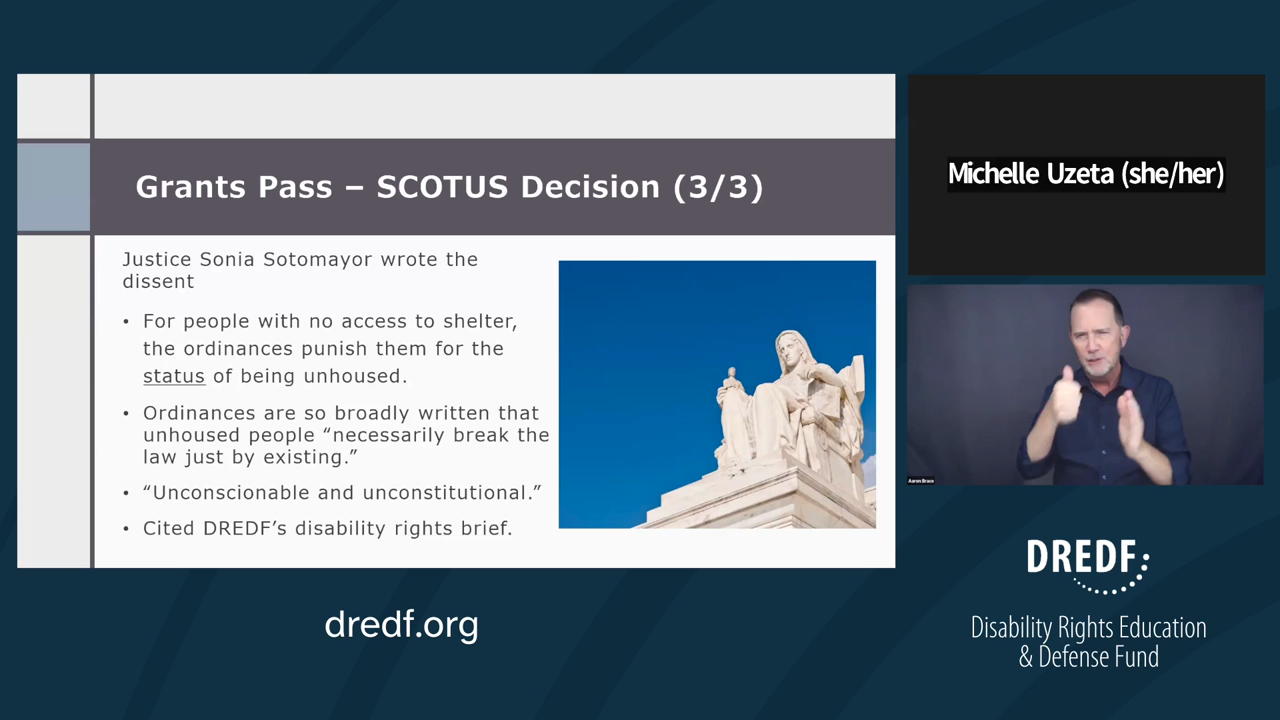 Grants Pass – SCOTUS Decision (3/3)
Justice Sonia Sotomayor wrote the
dissent
• For people with no access to shelter,
the ordinances punish them for the
status of being unhoused.
• Ordinances are so broadly written that
unhoused people “necessarily break the
law just by existing.”
• “Unconscionable and unconstitutional.”
• Cited DREDF’s disability rights brief.
Michelle Uzeta (she/her)
Aaron Brace
dredf.org
DREDF:
Disability Rights Education
& Defense Fund